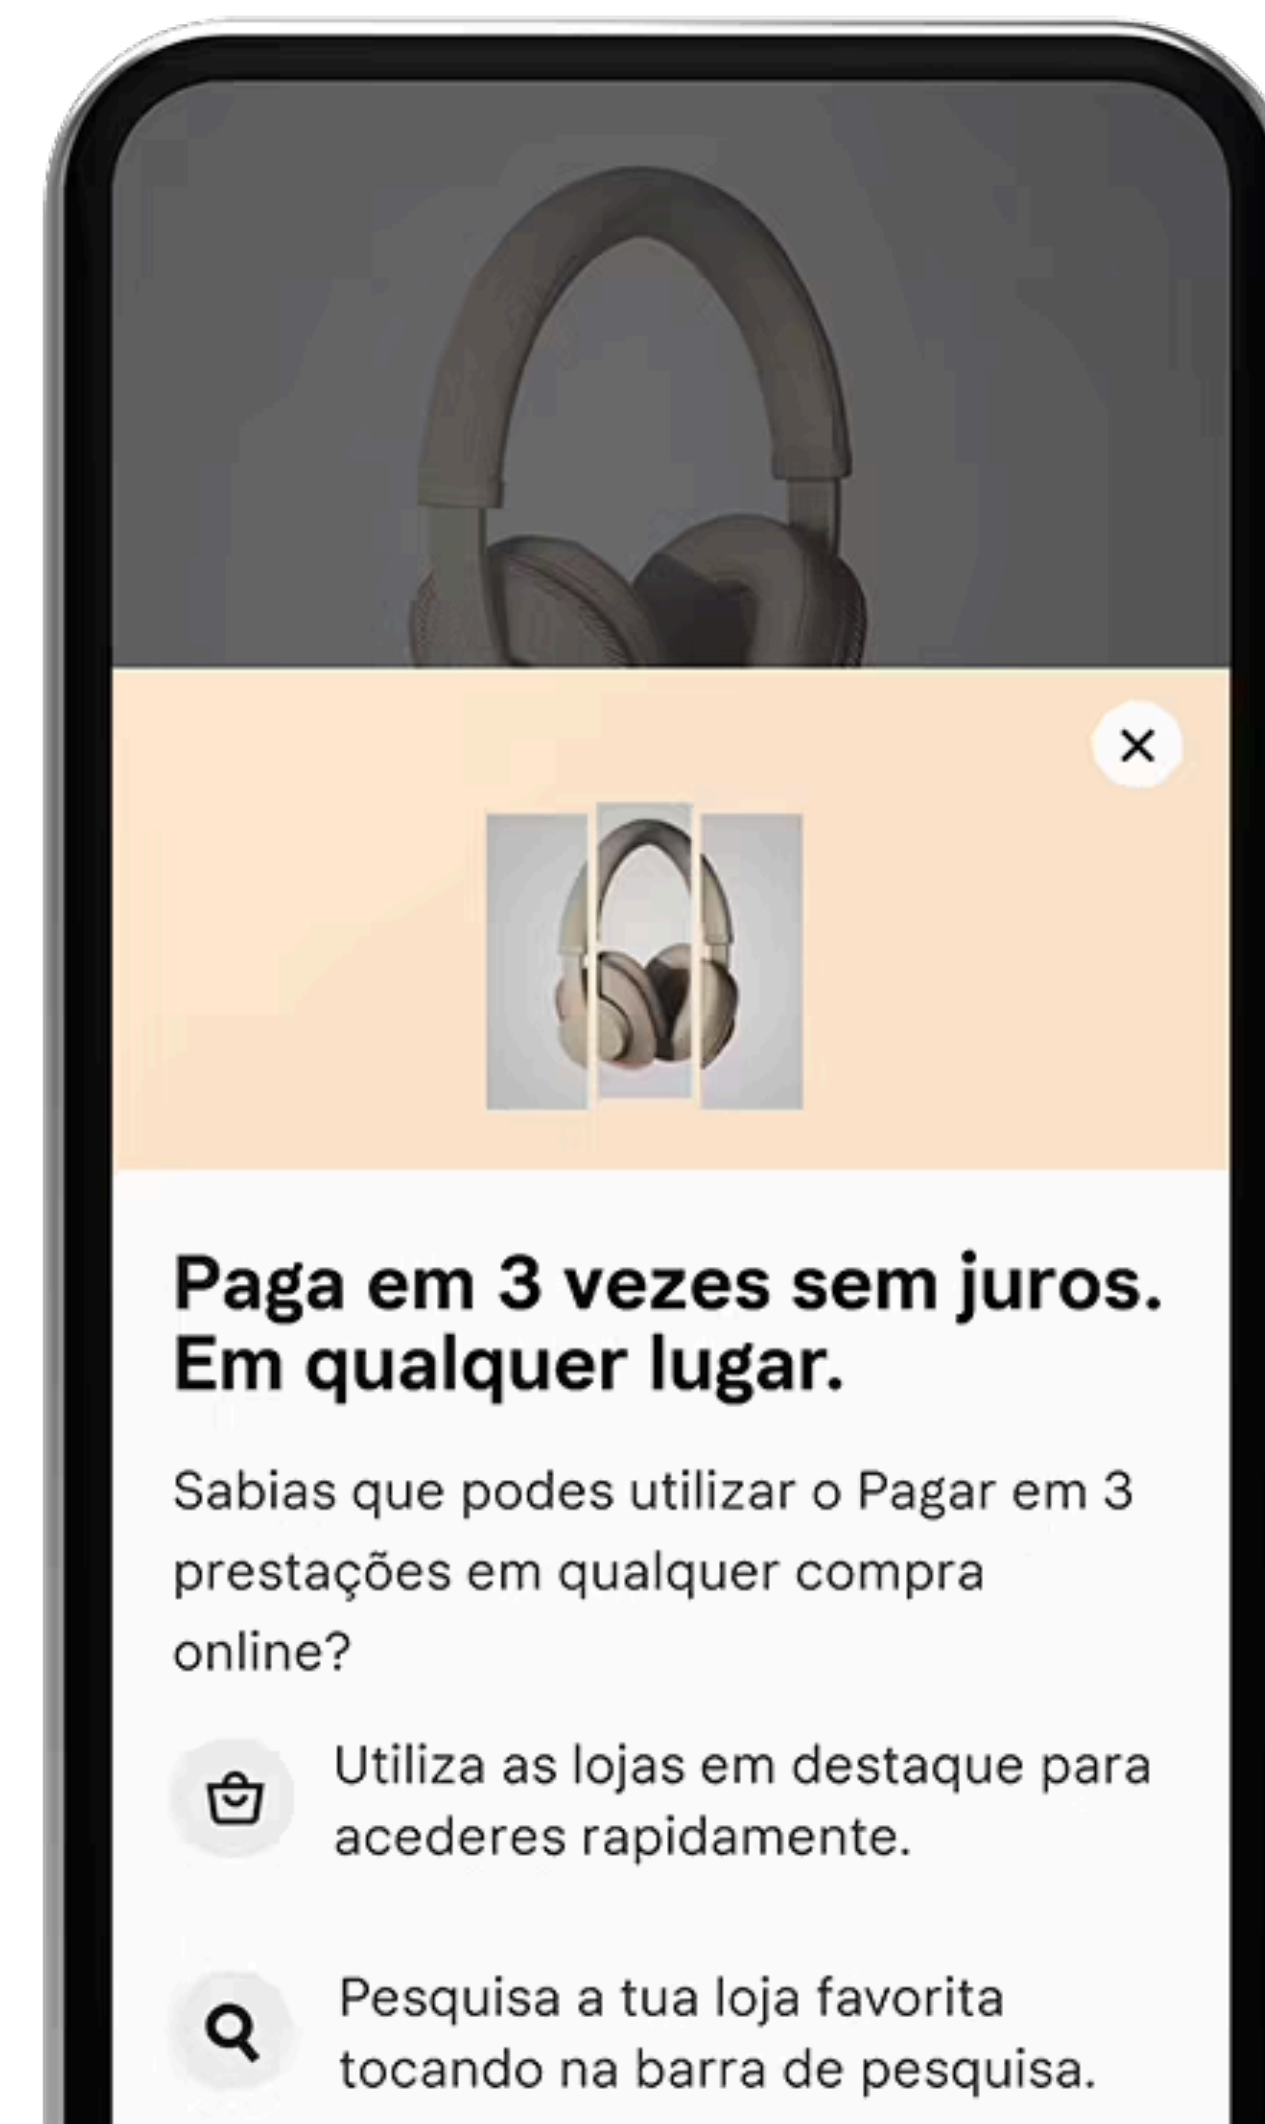 Paga em 3 vezes sem juros.
Em qualquer lugar.
Sabias que podes utilizar o Pagar em 3
prestações em qualquer compra
online?
Utiliza as lojas em destaque para
acederes rapidamente.
Pesquisa a tua loja favorita
tocando na barra de pesquisa.